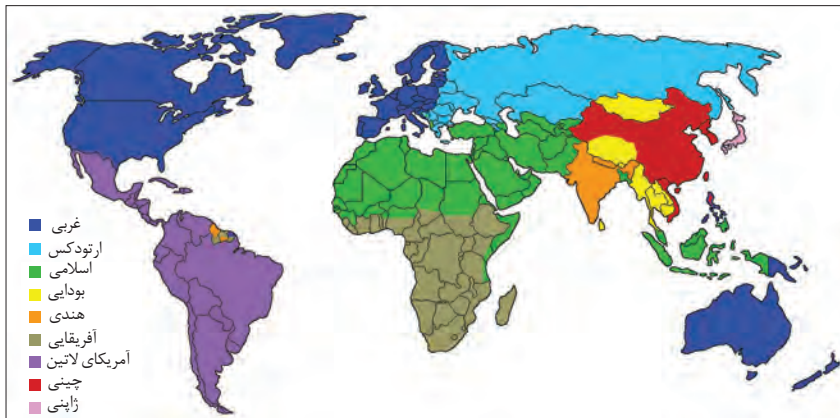 غربی
ارتودکس
اسلامی
بودایی
هندی
آفریقایی
آمریکای لاتین
چینی
ژاپنی